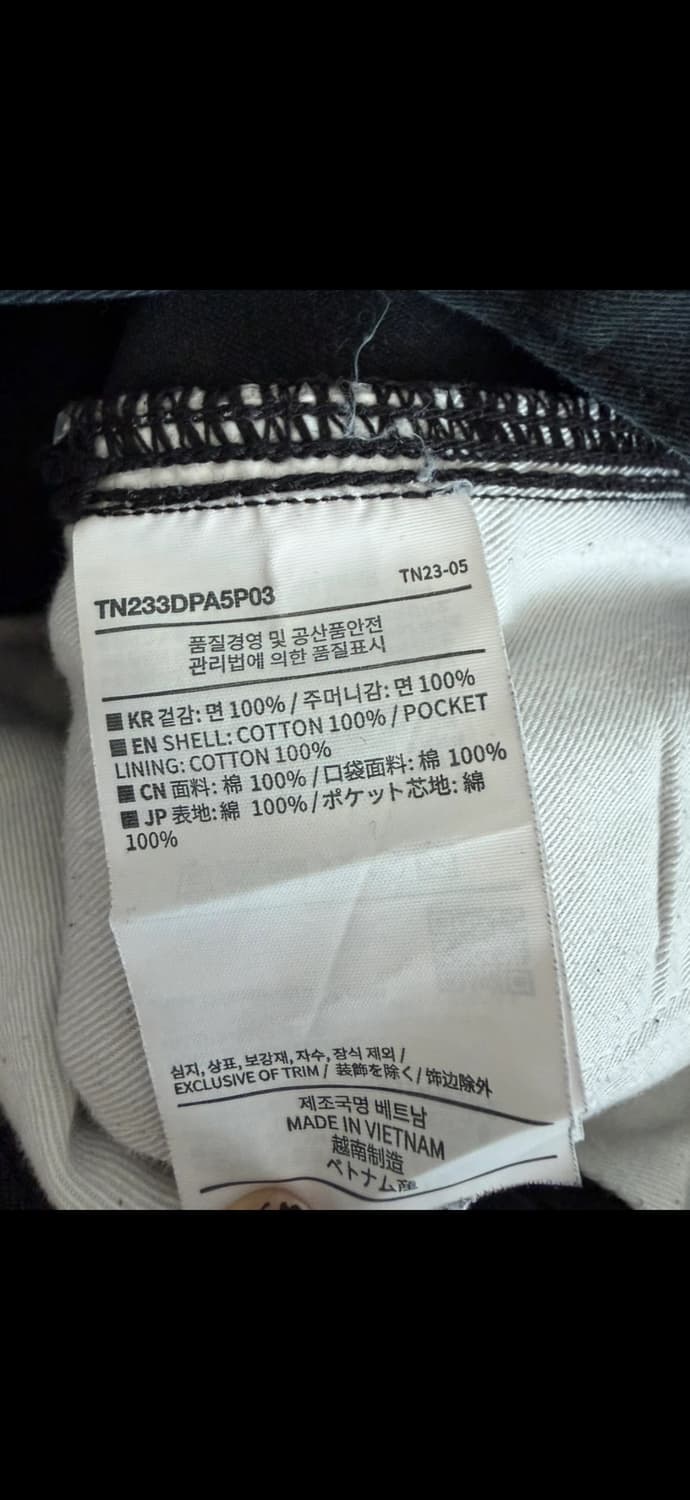 TN233DPA5P03
TN23-05
품질경영 및 공산품안전
관리법에 의한 품질표시
KR 겉감: 면 100% / 주머니감: 면 100%
EN SHELL: COTTON 100% / POCKET
LINING: COTTON 100%
CN 面料: 棉 100% / 口袋面料: 棉 100%
JP 表地: 綿 100% / ポケット芯地: 綿
100%
심지, 상표, 보강재, 자수, 장식 제외 /
EXCLUSIVE OF TRIM / 装飾を除く / 饰边除外
제조국명 베트남
MADE IN VIETNAM
越南制造
ベトナム産